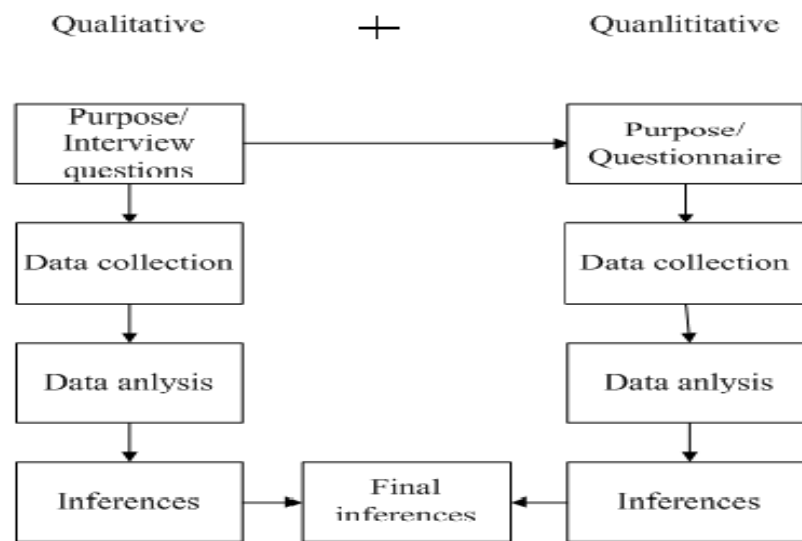 Qualitative + Quanlititative
Purpose/
Interview
questions
Purpose/
Questionnaire
Data collection
Data collection
Data anlysis
Data anlysis
Inferences
Final
inferences
Inferences